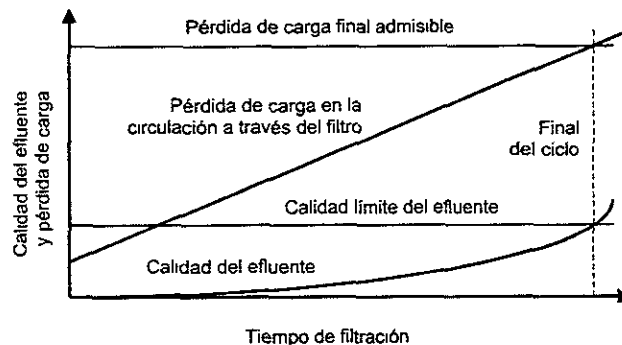 Pérdida de carga final admisible
Pérdida de carga en la
circulación a través del filtro
Final
del ciclo
Calidad del efluente
y pérdida de carga
Calidad límite del efluente
Calidad del efluente
Tiempo de filtración